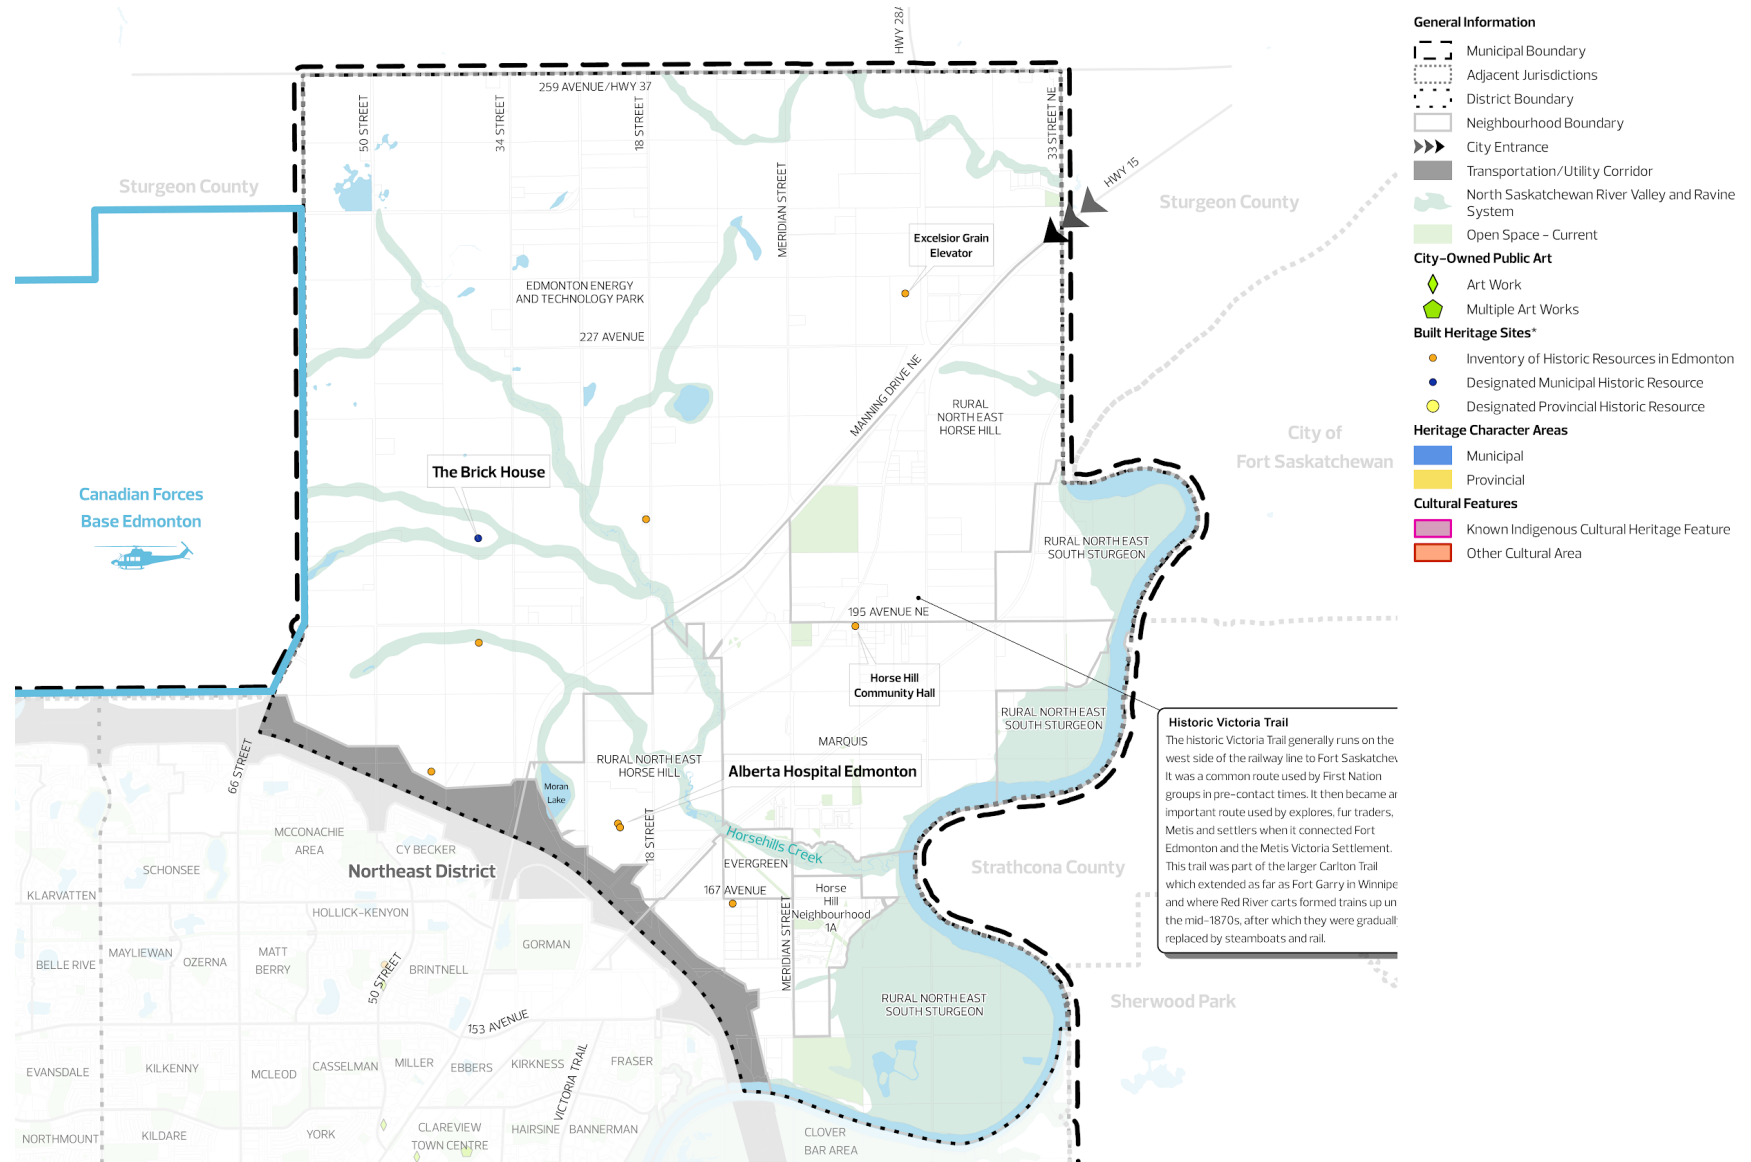 HWY 28A
259 AVENUE/HWY 37
50 STREET
34 STREET
18 STREET
MERIDIAN STREET
33 STREET NE
HWY 15
Sturgeon County
Sturgeon County
Excelsior Grain
Elevator
EDMONTON ENERGY
AND TECHNOLOGY PARK
227 AVENUE
MANNING DRIVE NE
RURAL
NORTH EAST
HORSE HILL
City of
Fort Saskatchewan
The Brick House
Canadian Forces
Base Edmonton
RURAL NORTH EAST
SOUTH STURGEON
195 AVENUE NE
Horse Hill
Community Hall
RURAL NORTH EAST
SOUTH STURGEON
MARQUIS
RURAL NORTH EAST
HORSE HILL
Alberta Hospital Edmonton
Moran
Lake
66 STREET
18 STREET
Horsehills Creek
EVERGREEN
167 AVENUE
Horse
Hill
Neighbourhood
1A
MERIDIAN STREET
Strathcona County
Sherwood Park
RURAL NORTH EAST
SOUTH STURGEON
MCCONACHIE
AREA
CY BECKER
Northeast District
SCHONSEE
KLARVATTEN
HOLLICK-KENYON
GORMAN
MAYLIEWAN
OZERNA
MATT
BERRY
BELLE RIVE
BRINTNELL
50 STREET
153 AVENUE
EVANSDALE
KILKENNY
MCLEOD
CASSELMAN
MILLER
EBBERS
KIRKNESS
FRASER
VICTORIA TRAIL
NORTHMOUNT
KILDARE
YORK
CLAREVIEW
TOWN CENTRE
HAIRSINE
BANNERMAN
CLOVER
BAR AREA
Historic Victoria Trail
The historic Victoria Trail generally runs on the
west side of the railway line to Fort Saskatchev
It was a common route used by First Nation
groups in pre-contact times. It then became ar
important route used by explores, fur traders,
Metis and settlers when it connected Fort
Edmonton and the Metis Victoria Settlement.
This trail was part of the larger Carlton Trail
which extended as far as Fort Garry in Winnipe
and where Red River carts formed trains up un
the mid-1870s, after which they were graduall
replaced by steamboats and rail.
General Information
Municipal Boundary
Adjacent Jurisdictions
District Boundary
Neighbourhood Boundary
City Entrance
Transportation/Utility Corridor
North Saskatchewan River Valley and Ravine
System
Open Space - Current
City-Owned Public Art
Art Work
Multiple Art Works
Built Heritage Sites*
Inventory of Historic Resources in Edmonton
Designated Municipal Historic Resource
Designated Provincial Historic Resource
Heritage Character Areas
Municipal
Provincial
Cultural Features
Known Indigenous Cultural Heritage Feature
Other Cultural Area